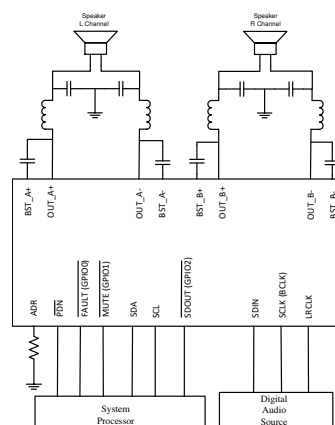 Speaker
L Channel
Speaker
R Channel
BST_A+
OUT_A+
OUT_A-
BST_A-
BST_B+
OUT_B+
OUT_B-
BST_B-
ADR
PDN
FAULT (GPIO0)
MUTE (GPIO1)
SDA
SCL
SDOUT (GPIO2)
SDIN
SCLK (BCLK)
LRCLK
System
Processor
Digital
Audio
Source